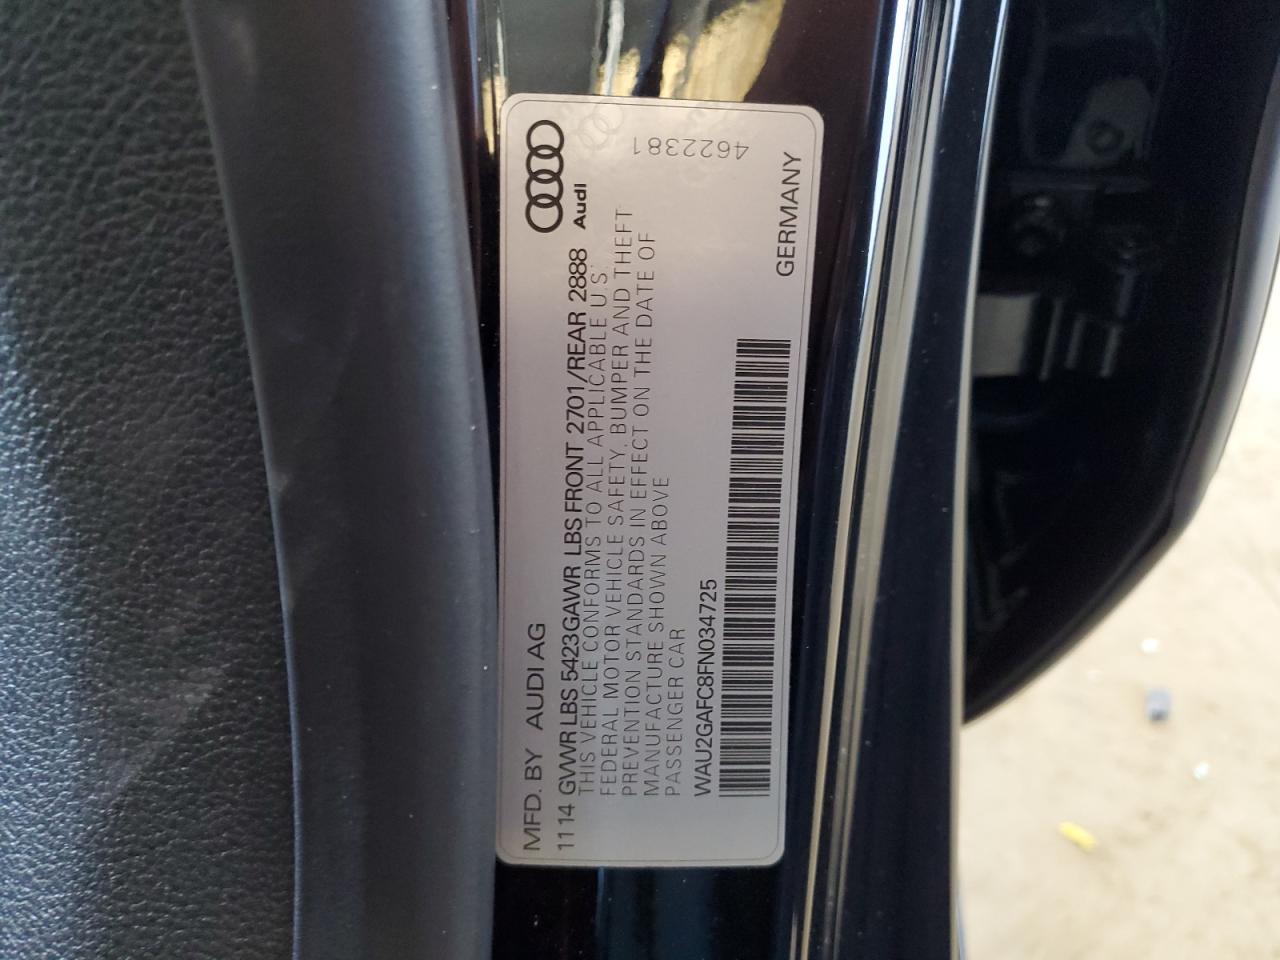 MFD. BY AUDI AG
Audi
1114 GVWR LBS 5423 GAWR LBS FRONT 2701/REAR 2888
THIS VEHICLE CONFORMS TO ALL APPLICABLE U.S.
FEDERAL MOTOR VEHICLE SAFETY, BUMPER AND THEFT
PREVENTION STANDARDS IN EFFECT ON THE DATE OF
MANUFACTURE SHOWN ABOVE
PASSENGER CAR
WAU2GAFC8FN034725
GERMANY
4622381